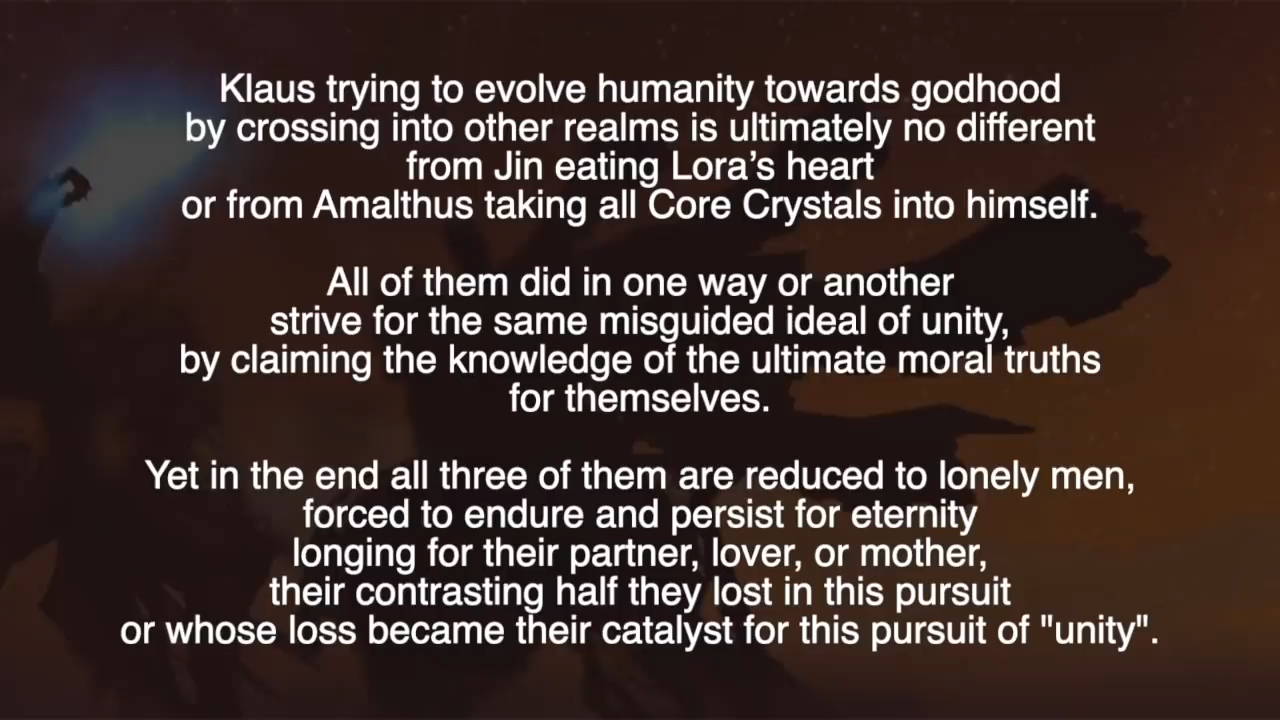 Klaus trying to evolve humanity towards godhood
by crossing into other realms is ultimately no different
from Jin eating Lora’s heart
or from Amalthus taking all Core Crystals into himself.
All of them did in one way or another
strive for the same misguided ideal of unity,
by claiming the knowledge of the ultimate moral truths
for themselves.
Yet in the end all three of them are reduced to lonely men,
forced to endure and persist for eternity
longing for their partner, lover, or mother,
their contrasting half they lost in this pursuit
or whose loss became their catalyst for this pursuit of "unity".